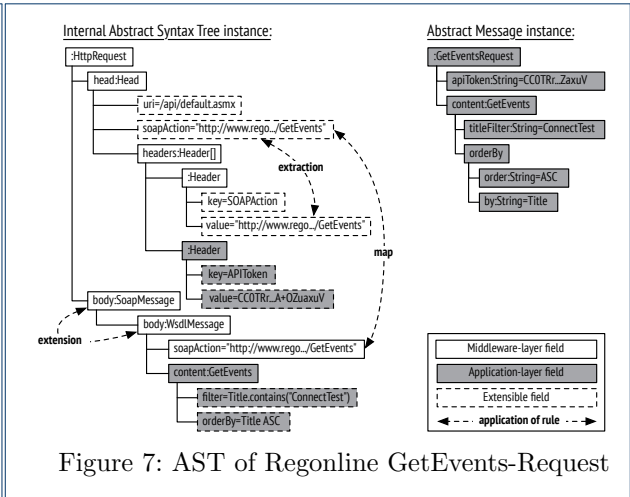 Internal Abstract Syntax Tree instance:
:HttpRequest
head:Head
uri=/api/default.asmx
soapAction="http://www.rego.../GetEvents"
headers:Header[]
extraction
:Header
key=SOAPAction
value="http://www.rego.../GetEvents"
map
:Header
key=APIToken
value=CC0TRr...A+OZuaxuV
body:SoapMessage
body:WsdlMessage
extension
soapAction="http://www.rego.../GetEvents"
content:GetEvents
filter=Title.contains("ConnectTest")
orderBy=Title ASC
Abstract Message instance:
:GetEventsRequest
apiToken:String=CC0TRr...ZaxuV
content:GetEvents
titleFilter:String=ConnectTest
orderBy
order:String=ASC
by:String=Title
Middleware-layer field
Application-layer field
Extensible field
application of rule
Figure 7: AST of Regonline GetEvents-Request